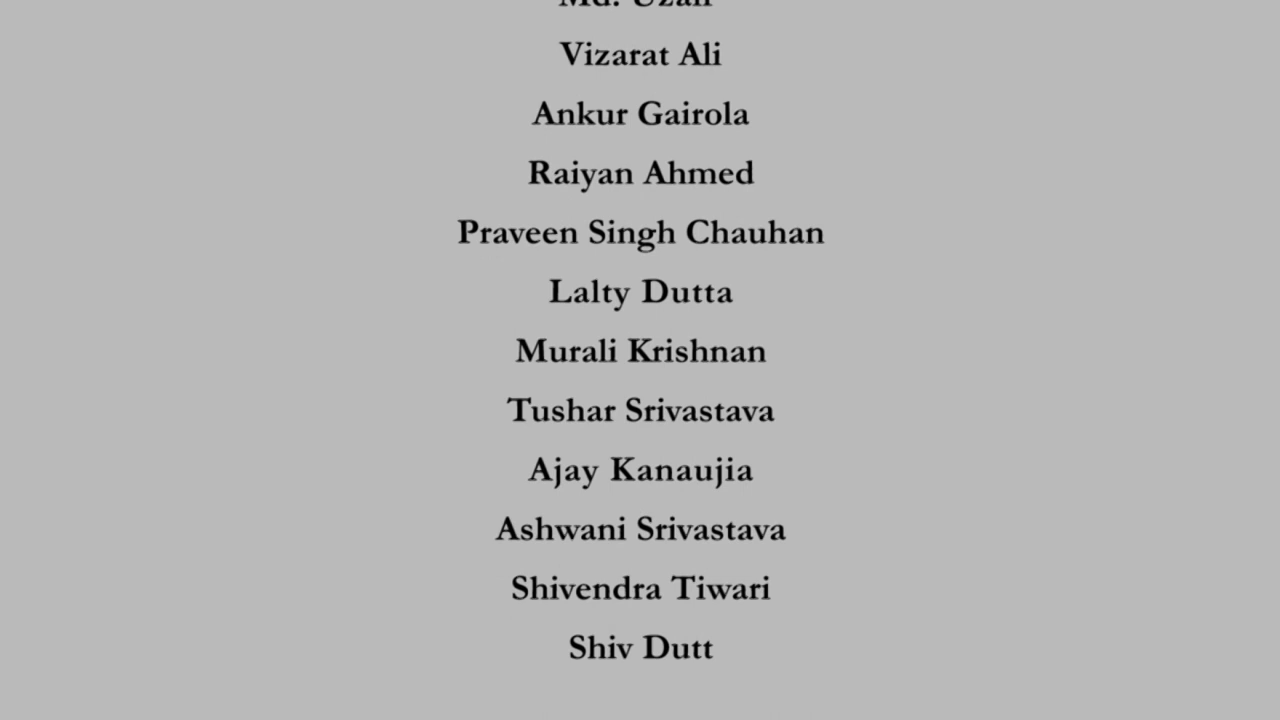 Md.
Vizarat Ali
Ankur Gairola
Raiyan Ahmed
Praveen Singh Chauhan
Lalty Dutta
Murali Krishnan
Tushar Srivastava
Ajay Kanaujia
Ashwani Srivastava
Shivendra Tiwari
Shiv Dutt